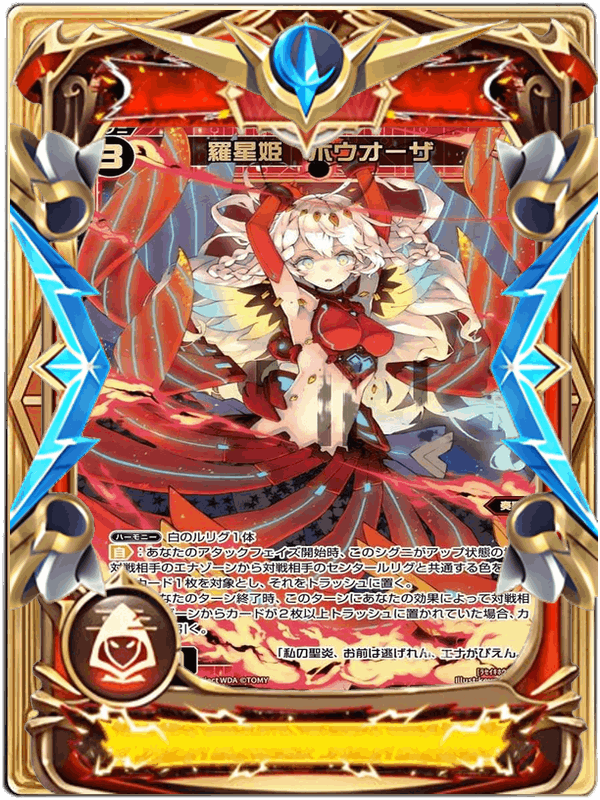 3
羅星姫 ホウオーザ
ハーモニー 白のルリグ1体
自:あなたのアタックフェイズ開始時、このシグニがアップ状態の
対戦相手のエナゾーンから対戦相手のセンタールリグと共通する色を
カード1枚を対象とし、それをトラッシュに置く。
なたのターン終了時、このターンにあなたの効果によって対戦相
ーンからカードが2枚以上トラッシュに置かれていた場合、カ
引く。
「私の聖炎、お前は逃げれん、エナがびえん。
ject WDA ©TOMY
Illust